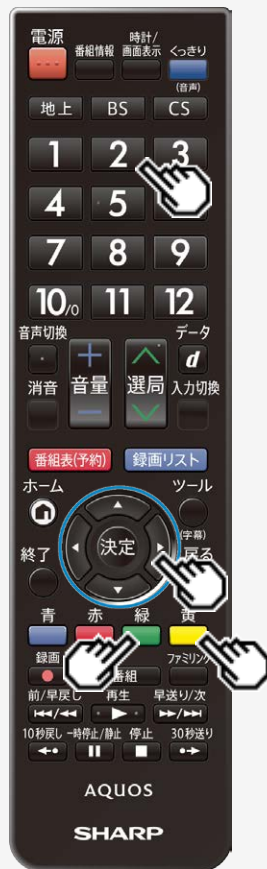 電源
番組情報
時計/
画面表示
くっきり
(音声)
地上 BS CS
1 2 3
4 5
7 8 9
10/0 11 12
音声切換
データ
d
消音 音量 選局 入力切換
番組表(予約) 録画リスト
ホーム ツール
決定
(字幕)
終了 戻る
青 赤 緑 黄
録画 番組 ファミリンク
前/早戻し 再生 早送り/次
10秒戻し 一時停止/静止 停止 30秒送り
AQUOS
SHARP